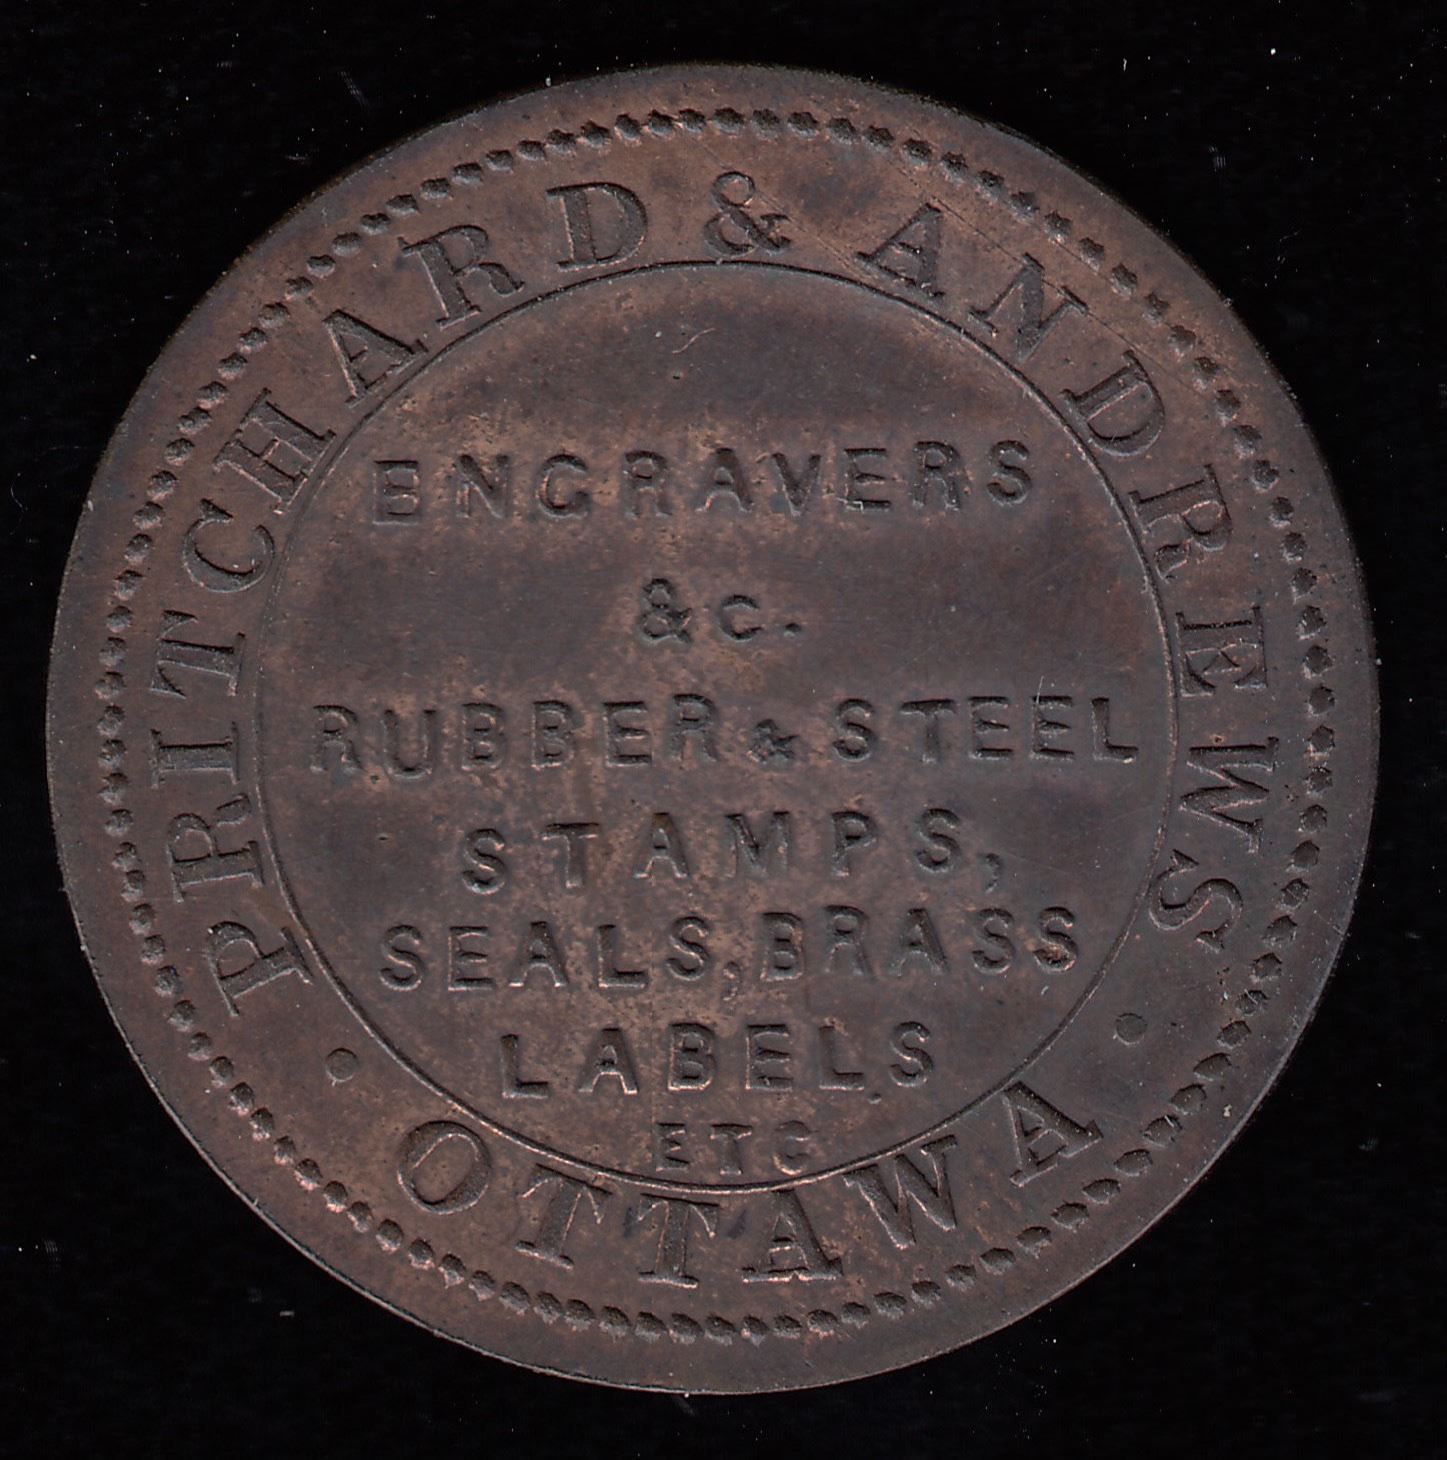 PRITCHARD & ANDREWS
ENGRAVERS
&c.
RUBBER & STEEL
STAMPS,
SEALS, BRASS
LABELS.
ETC
• OTTAWA •